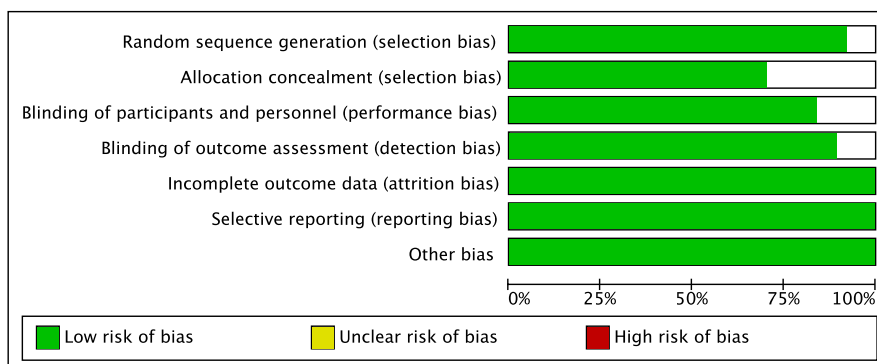 Random sequence generation (selection bias)
Allocation concealment (selection bias)
Blinding of participants and personnel (performance bias)
Blinding of outcome assessment (detection bias)
Incomplete outcome data (attrition bias)
Selective reporting (reporting bias)
Other bias
0% 25% 50% 75% 100%
Low risk of bias Unclear risk of bias High risk of bias